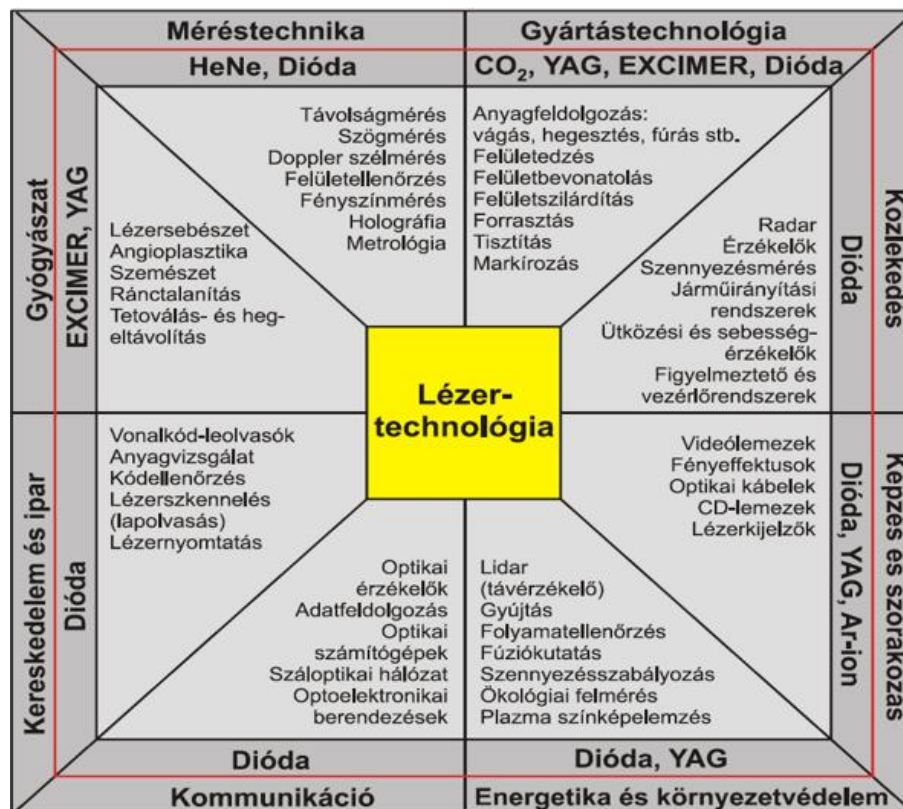 Méréstechnika
HeNe, Dióda
Távolságmérés
Szögmérés
Doppler szélmérés
Felületellenőrzés
Fényszínmérés
Holográfia
Metrológia
Gyártástechnológia
CO₂, YAG, EXCIMER, Dióda
Anyagfeldolgozás:
vágás, hegesztés, fúrás stb.
Felületedzés
Felületbevonatolás
Felületszilárdítás
Forrasztás
Tisztítás
Markírozás
Gyógyászat
EXCIMER, YAG
Lézersebészet
Angioplasztika
Szemészet
Ránctalanítás
Tetoválás- és heg-
eltávolítás
Közlekedés
Dióda
Radar
Érzékelők
Szennyezésmérés
Járműirányítási
rendszerek
Ütközési és sebesség-
érzékelők
Figyelmeztető és
vezérlőrendszerek
Lézer-
technológia
Kereskedelem és ipar
Dióda
Vonalkód-leolvasók
Anyagvizsgálat
Kódellenőrzés
Lézerszkennelés
(lapolvasás)
Lézernyomtatás
Képzés és szórakozás
Dióda, YAG, Ar-ion
Videólemezek
Fényeffektusok
Optikai kábelek
CD-lemezek
Lézerkijelzők
Optikai
érzékelők
Adatfeldolgozás
Optikai
számítógépek
Száloptikai hálózat
Optoelektronikai
berendezések
Dióda
Kommunikáció
Lidar
(távérzékelő)
Gyújtás
Folyamatellenőrzés
Fúziókutatás
Szennyezésszabályozás
Ökológiai felmérés
Plazma színképelemzés
Dióda, YAG
Energetika és környezetvédelem